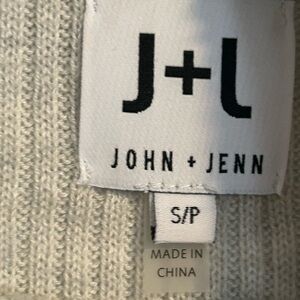 J+L
JOHN + JENN
S/P
MADE IN
CHINA